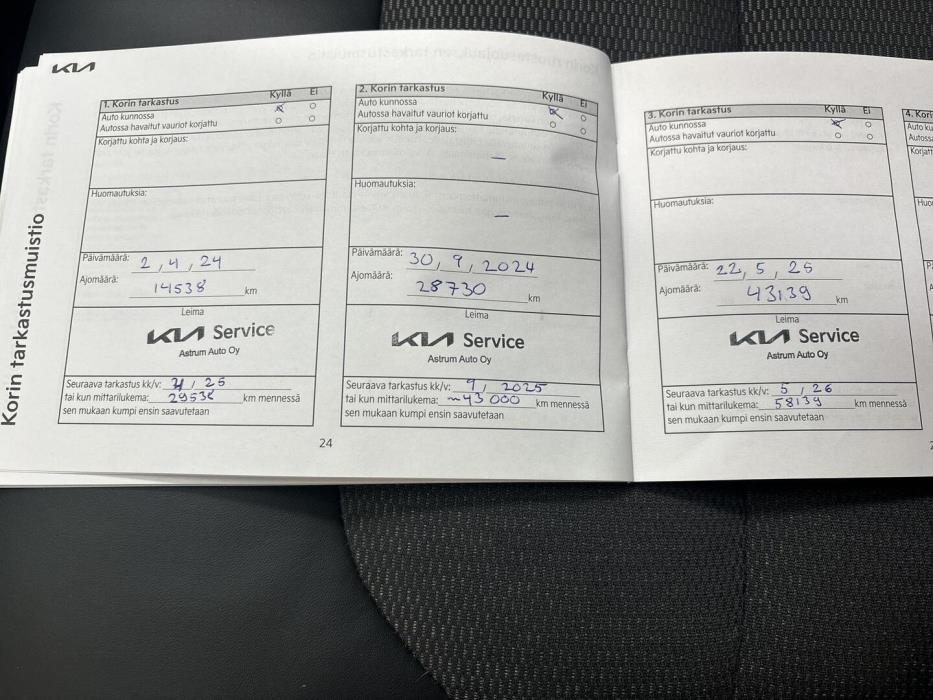 KIA
Korin tarkastusmuistio
1. Korin tarkastus Kyllä Ei
Auto kunnossa
Autossa havaitut vauriot korjattu
Korjattu kohta ja korjaus:
Huomautuksia:
Päivämäärä: 2, 4, 24
Ajomäärä: 14538 km
Leima
KIA Service
Astrum Auto Oy
Seuraava tarkastus kk/v: 4 / 25
tai kun mittarilukema: 29538 km mennessä
sen mukaan kumpi ensin saavutetaan
24
2. Korin tarkastus Kyllä Ei
Auto kunnossa
Autossa havaitut vauriot korjattu
Korjattu kohta ja korjaus:
—
Huomautuksia:
—
Päivämäärä: 30, 9, 2024
Ajomäärä: 28730 km
Leima
KIA Service
Astrum Auto Oy
Seuraava tarkastus kk/v: 9, 2025
tai kun mittarilukema: ~43 000 km mennessä
sen mukaan kumpi ensin saavutetaan
3. Korin tarkastus Kyllä Ei
Auto kunnossa
Autossa havaitut vauriot korjattu
Korjattu kohta ja korjaus:
Huomautuksia:
Päivämäärä: 22, 5, 25
Ajomäärä: 43139 km
Leima
KIA Service
Astrum Auto Oy
Seuraava tarkastus kk/v: 5 / 26
tai kun mittarilukema: 58139 km mennessä
sen mukaan kumpi ensin saavutetaan
4. Kori
Auto ku
Autoss
Korjatt
Huo